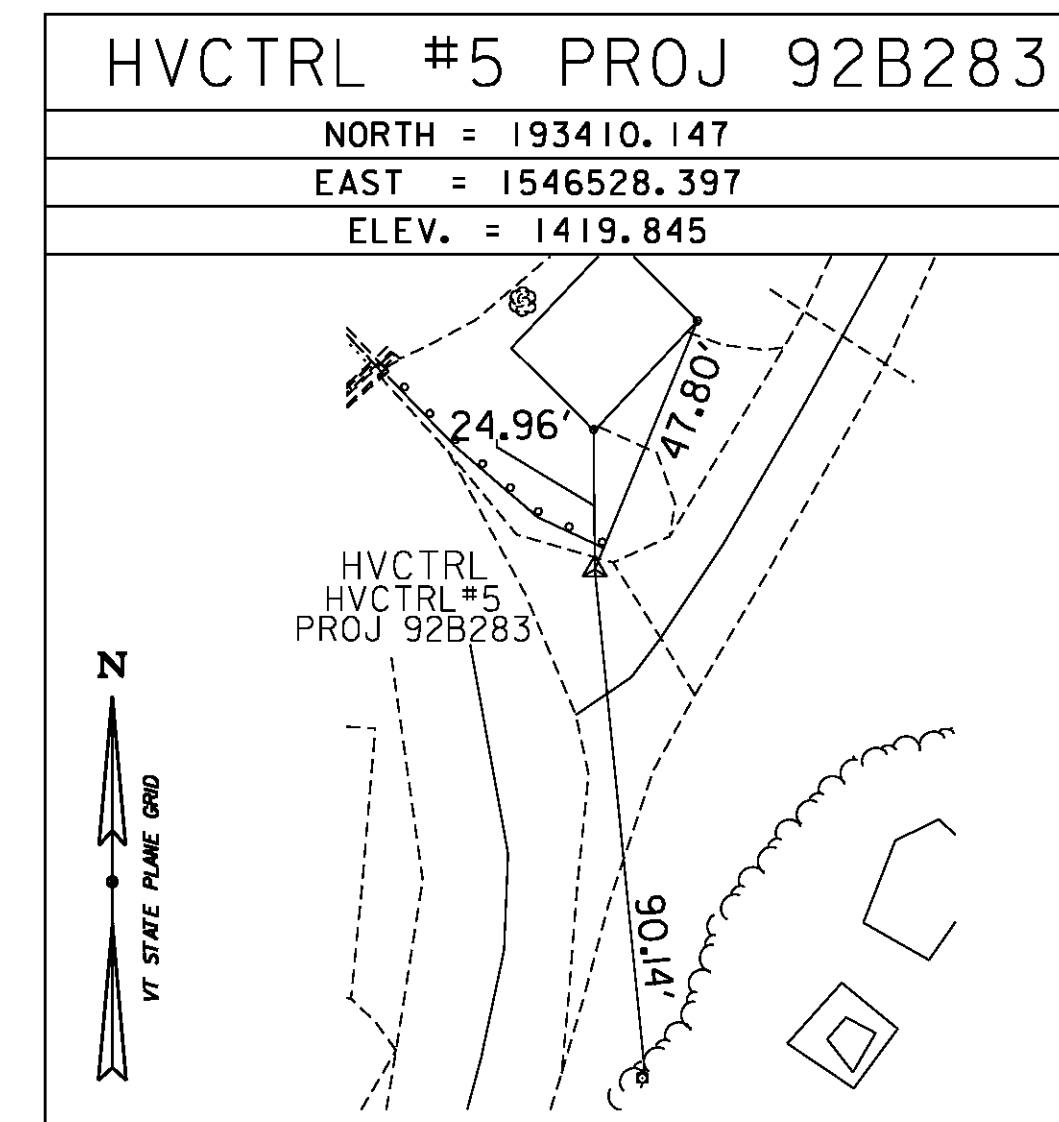 HVCTRL #5 PROJ 92B283
NORTH = 193410.147
EAST = 1546528.397
ELEV. = 1419.845
47.80'
24.96'
HVCTRL
HVCTRL#5
PROJ 92B283
N
VT STATE PLANE GRID
90.14'